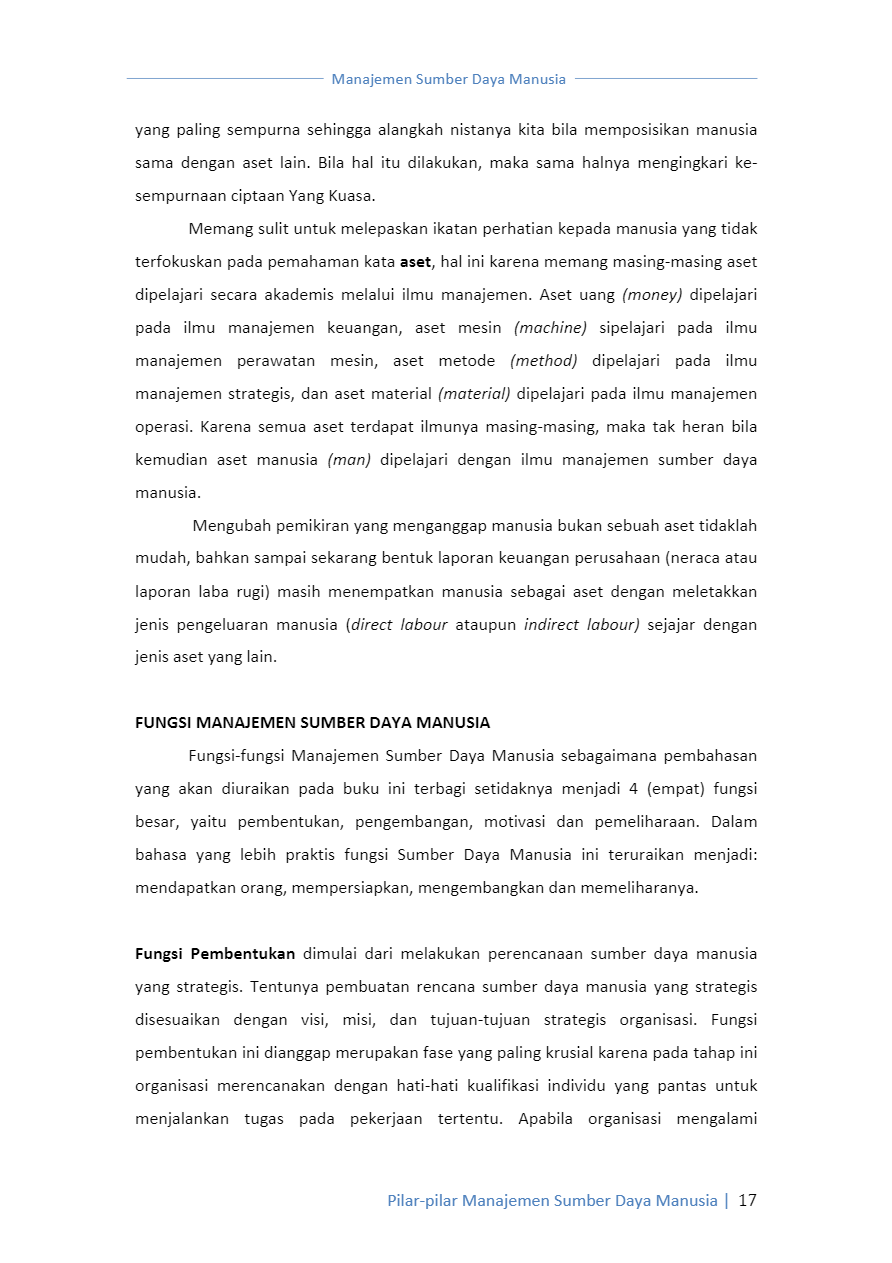 Manajemen Sumber Daya Manusia
yang paling sempurna sehingga alangkah nistanya kita bila memposisikan manusia
sama dengan aset lain. Bila hal itu dilakukan, maka sama halnya mengingkari ke-
sempurnaan ciptaan Yang Kuasa.
Memang sulit untuk melepaskan ikatan perhatian kepada manusia yang tidak
terfokuskan pada pemahaman kata aset, hal ini karena memang masing-masing aset
dipelajari secara akademis melalui ilmu manajemen. Aset uang (money) dipelajari
pada ilmu manajemen keuangan, aset mesin (machine) sipelajari pada ilmu
manajemen perawatan mesin, aset metode (method) dipelajari pada ilmu
manajemen strategis, dan aset material (material) dipelajari pada ilmu manajemen
operasi. Karena semua aset terdapat ilmunya masing-masing, maka tak heran bila
kemudian aset manusia (man) dipelajari dengan ilmu manajemen sumber daya
manusia.
Mengubah pemikiran yang menganggap manusia bukan sebuah aset tidaklah
mudah, bahkan sampai sekarang bentuk laporan keuangan perusahaan (neraca atau
laporan laba rugi) masih menempatkan manusia sebagai aset dengan meletakkan
jenis pengeluaran manusia (direct labour ataupun indirect labour) sejajar dengan
jenis aset yang lain.
FUNGSI MANAJEMEN SUMBER DAYA MANUSIA
Fungsi-fungsi Manajemen Sumber Daya Manusia sebagaimana pembahasan
yang akan diuraikan pada buku ini terbagi setidaknya menjadi 4 (empat) fungsi
besar, yaitu pembentukan, pengembangan, motivasi dan pemeliharaan. Dalam
bahasa yang lebih praktis fungsi Sumber Daya Manusia ini teruraikan menjadi:
mendapatkan orang, mempersiapkan, mengembangkan dan memeliharanya.
Fungsi Pembentukan dimulai dari melakukan perencanaan sumber daya manusia
yang strategis. Tentunya pembuatan rencana sumber daya manusia yang strategis
disesuaikan dengan visi, misi, dan tujuan-tujuan strategis organisasi. Fungsi
pembentukan ini dianggap merupakan fase yang paling krusial karena pada tahap ini
organisasi merencanakan dengan hati-hati kualifikasi individu yang pantas untuk
menjalankan tugas pada pekerjaan tertentu. Apabila organisasi mengalami
Pilar-pilar Manajemen Sumber Daya Manusia | 17